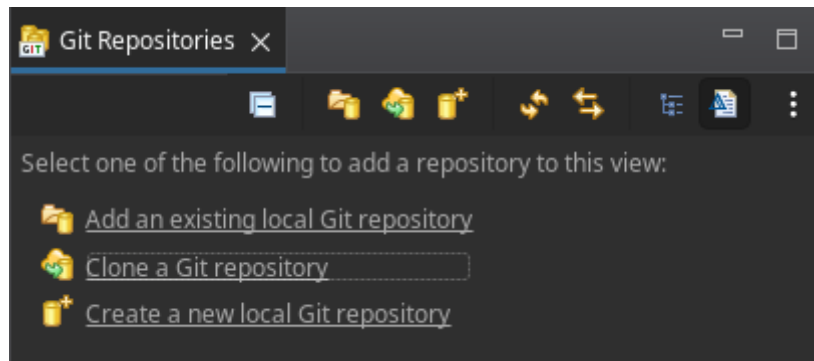 GIT Git Repositories
Select one of the following to add a repository to this view:
Add an existing local Git repository
Clone a Git repository
Create a new local Git repository